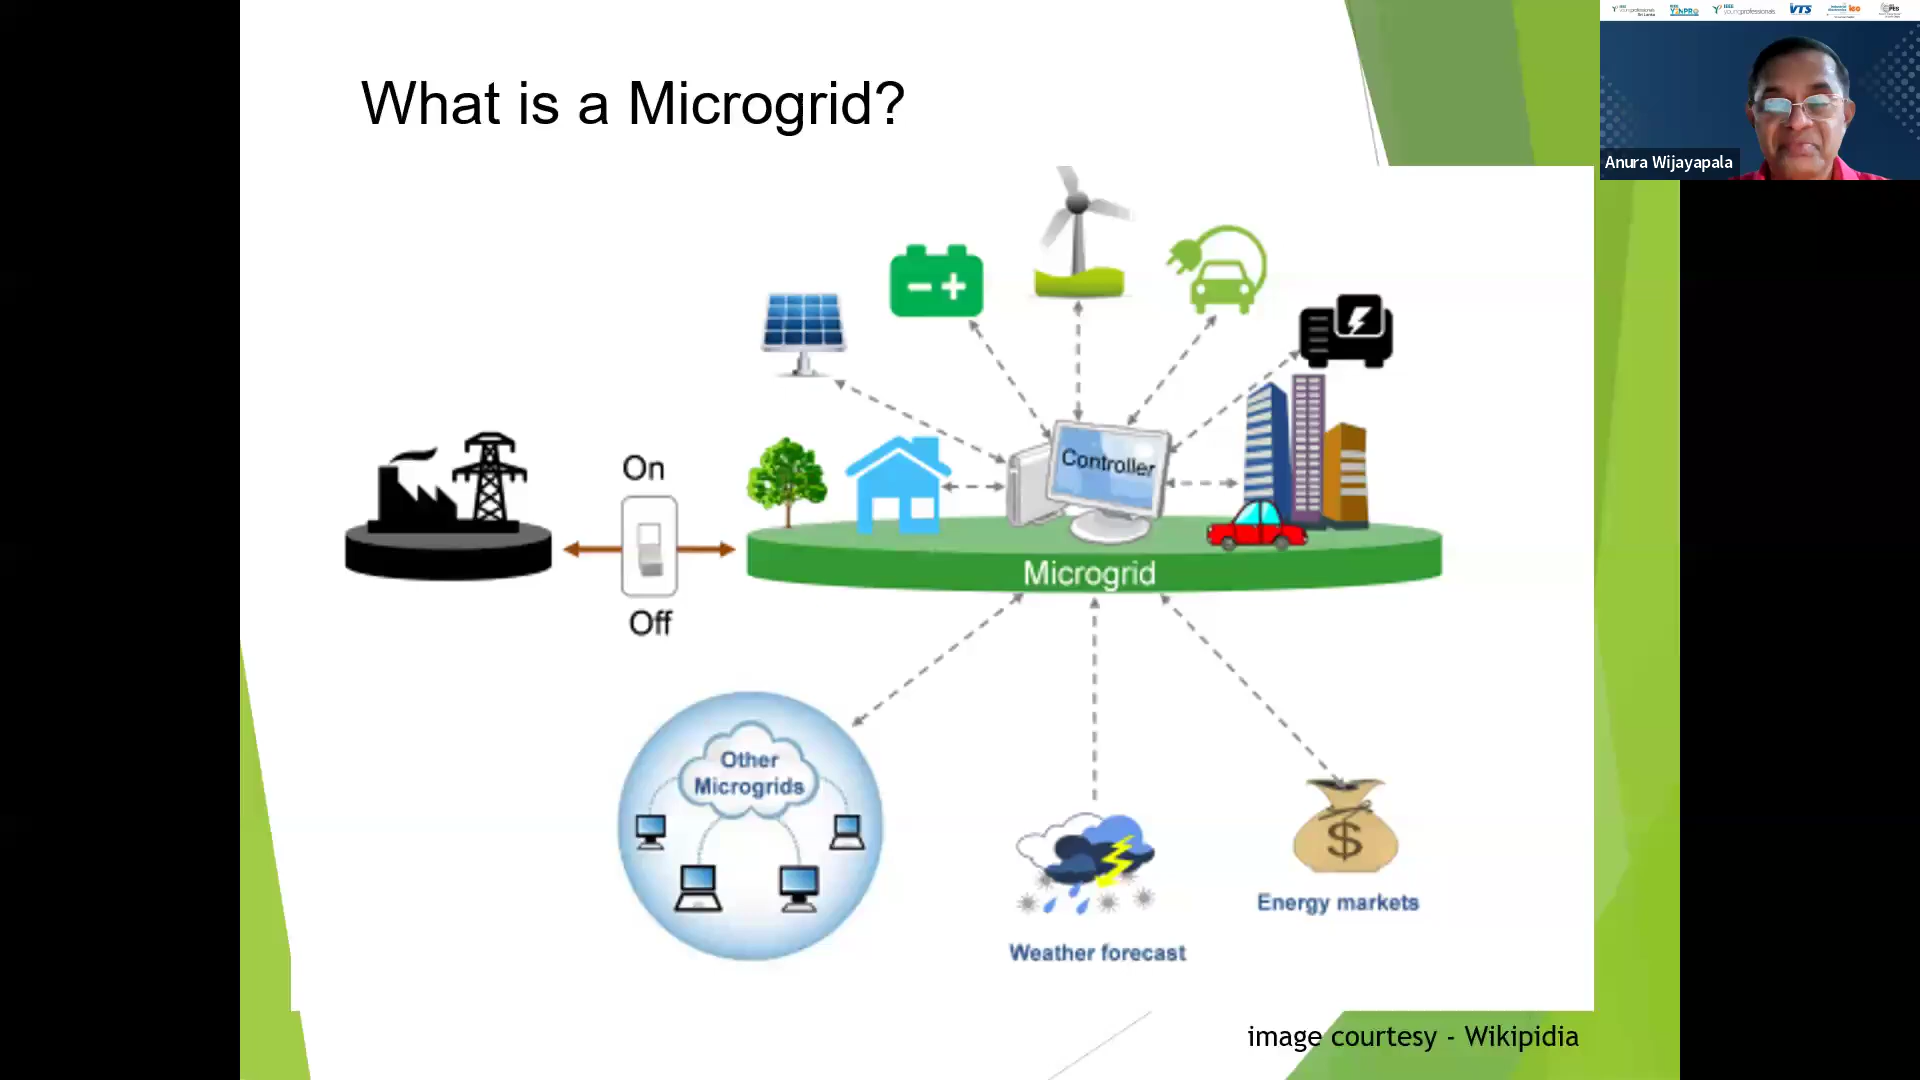 What is a Microgrid?
VTS
PES
Anura Wijayapala
On
Off
Controller
Microgrid
Other
Microgrids
$
Energy markets
Weather forecast
image courtesy - Wikipidia